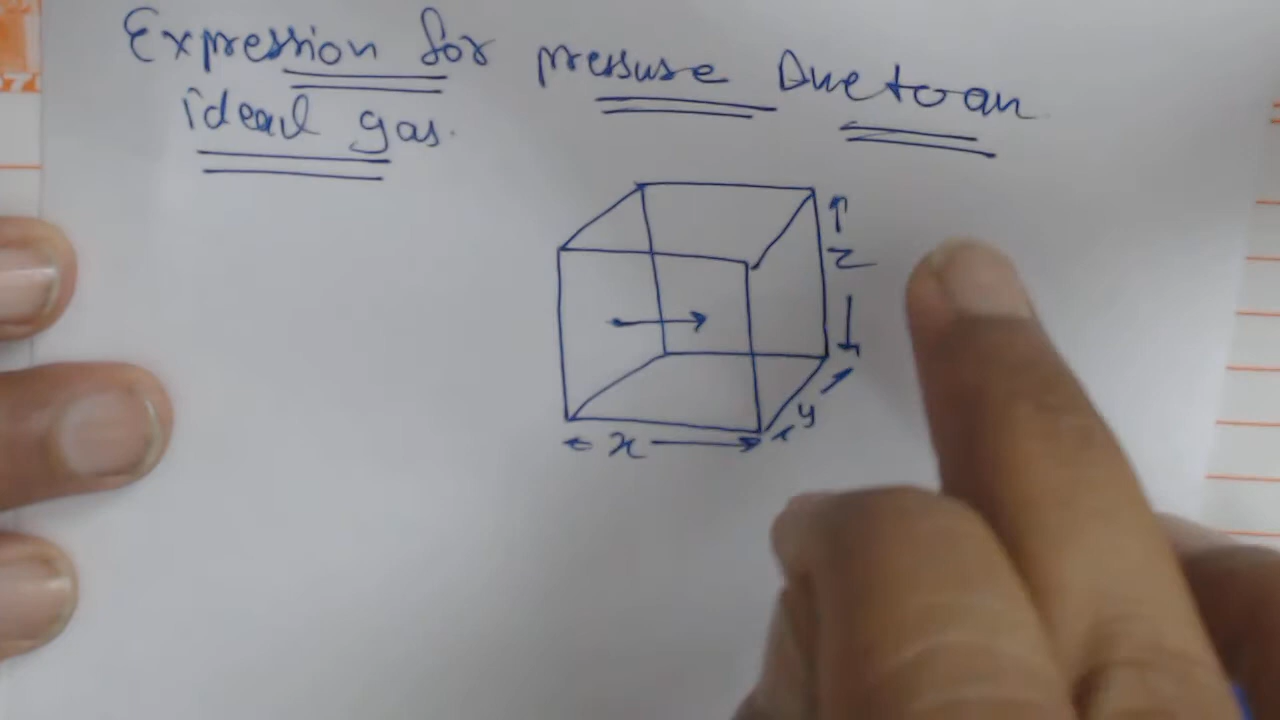 Expression for pressure Due to an
ideal gas.
z
y
x